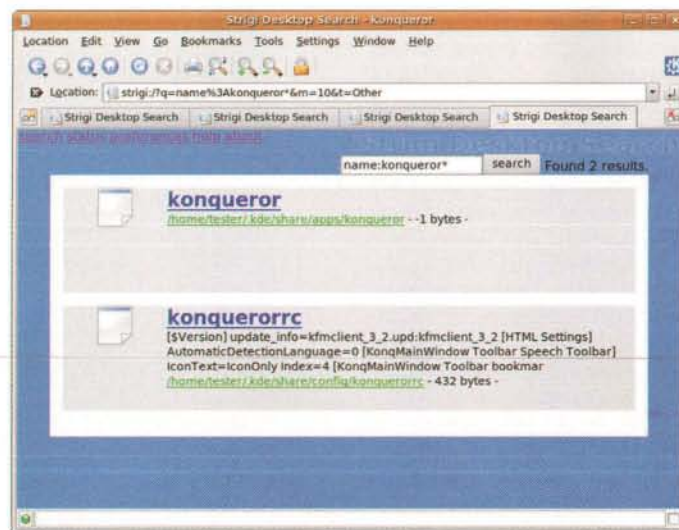 Strigi Desktop Search - Konqueror
Location Edit View Go Bookmarks Tools Settings Window Help
Location: strigi:/?q=name%3Akonqueror*&m=10&t=Other
Strigi Desktop Search Strigi Desktop Search Strigi Desktop Search Strigi Desktop Search
search status preferences help about
name:konqueror* search Found 2 results.
konqueror
/home/tester/.kde/share/apps/konqueror - -1 bytes -
konquerorrc
[$Version] update_info=kfmclient_3_2.upd:kfmclient_3_2 [HTML Settings]
AutomaticDetectionLanguage=0 [KonqMainWindow Toolbar Speech Toolbar]
IconText=IconOnly Index=4 [KonqMainWindow Toolbar bookmar
/home/tester/.kde/share/config/konquerorrc - 432 bytes -